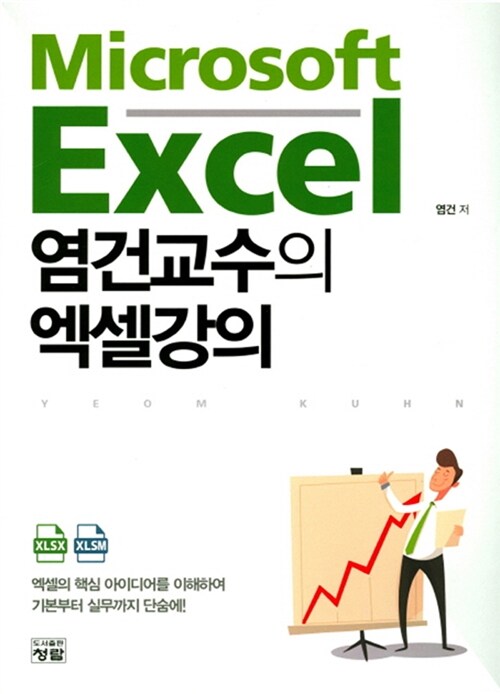 Microsoft
Excel
염건 저
염건교수의
엑셀강의
YEOM KUHN
XLSX XLSM
엑셀의 핵심 아이디어를 이해하여
기본부터 실무까지 단숨에!
도서출판
청람